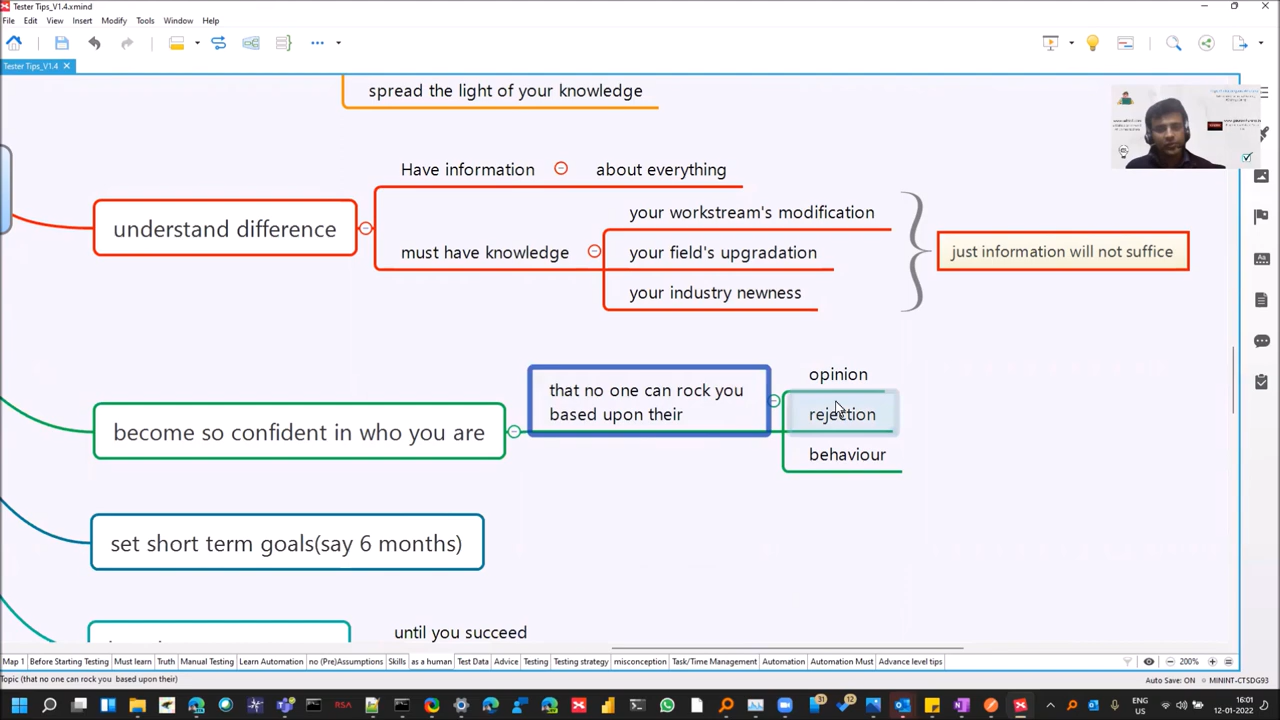 Tester Tips_V1.4.xmind
File Edit View Insert Modify Tools Window Help
Tester Tips_V1.4
spread the light of your knowledge
Have information
about everything
understand difference
must have knowledge
your workstream's modification
your field's upgradation
your industry newness
just information will not suffice
become so confident in who you are
that no one can rock you
based upon their
opinion
rejection
behaviour
set short term goals(say 6 months)
until you succeed
Map 1 Before Starting Testing Must learn Truth Manual Testing Learn Automation no (Pre)Assumptions Skills as a human Test Data Advice Testing Testing strategy misconception Task/Time Management Automation Automation Must Advance level tips
200%
Topic (that no one can rock you based upon their)
Auto Save: ON MININT-CTSDG93
RSA
31
12
ENG
US
16:01
12-01-2022